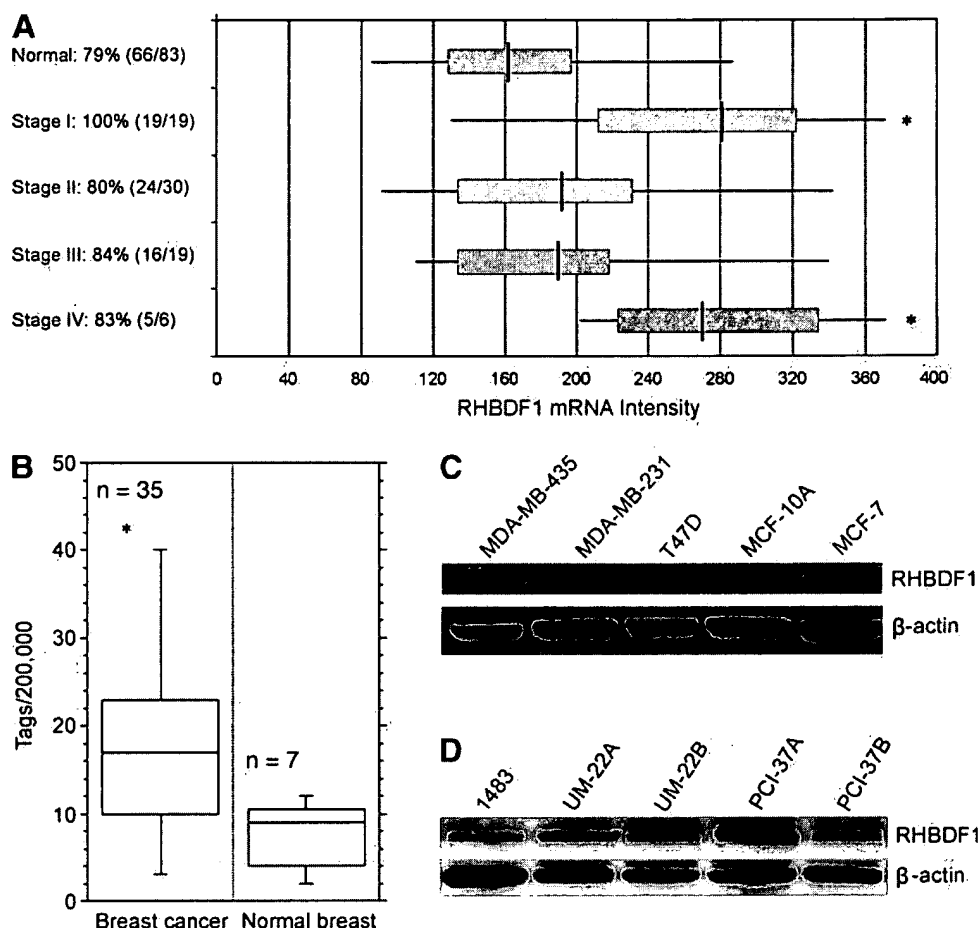 A
Normal: 79% (66/83)
Stage I: 100% (19/19)
*
Stage II: 80% (24/30)
Stage III: 84% (16/19)
Stage IV: 83% (5/6)
*
0 40 80 120 160 200 240 280 320 360 400
RHBDF1 mRNA Intensity
B
50
40
30
20
10
0
Tags/200,000
n = 35
*
n = 7
Breast cancer Normal breast
C
MDA-MB-435 MDA-MB-231 T47D MCF-10A MCF-7
RHBDF1
β-actin
D
1483 UM-22A UM-22B PCI-37A PCI-37B
RHBDF1
β-actin